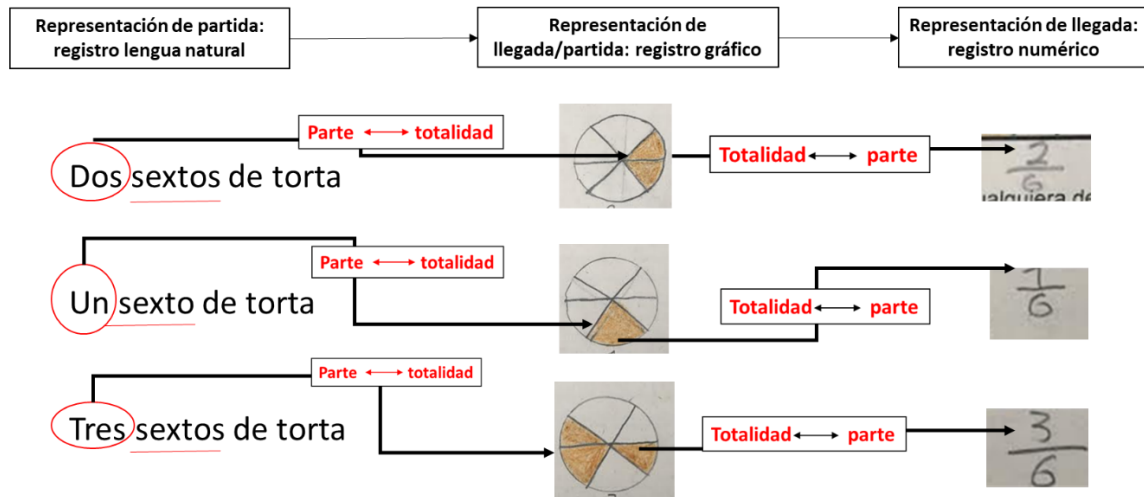 Representación de partida:
registro lengua natural
Representación de
llegada/partida: registro gráfico
Representación de llegada:
registro numérico
Parte totalidad
Dos sextos de torta
Totalidad parte
2
6
alquiera de
Parte totalidad
Un sexto de torta
Totalidad parte
1
6
Parte totalidad
Tres sextos de torta
Totalidad parte
3
6